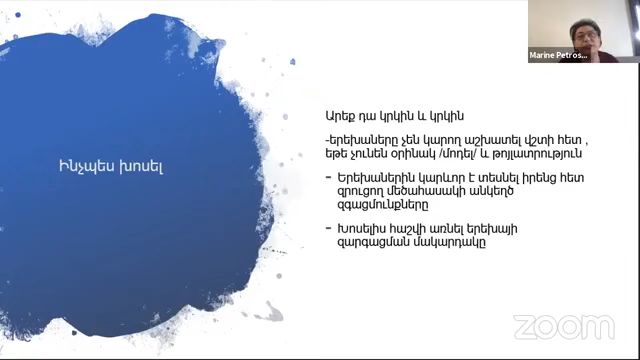 Marine Petros...
Ինչպես խոսել
Արեք դա կրկին և կրկին
-երեխաները չեն կարող աշխատել վշտի հետ ,
եթե չունեն օրինակ /մոդել/ և թույլատրություն
- Երեխաներին կարևոր է տեսնել իրենց հետ
զրուցող մեծահասակի անկեղծ
զգացմունքները
- Խոսելիս հաշվի առնել երեխայի
զարգացման մակարդակը
zoom